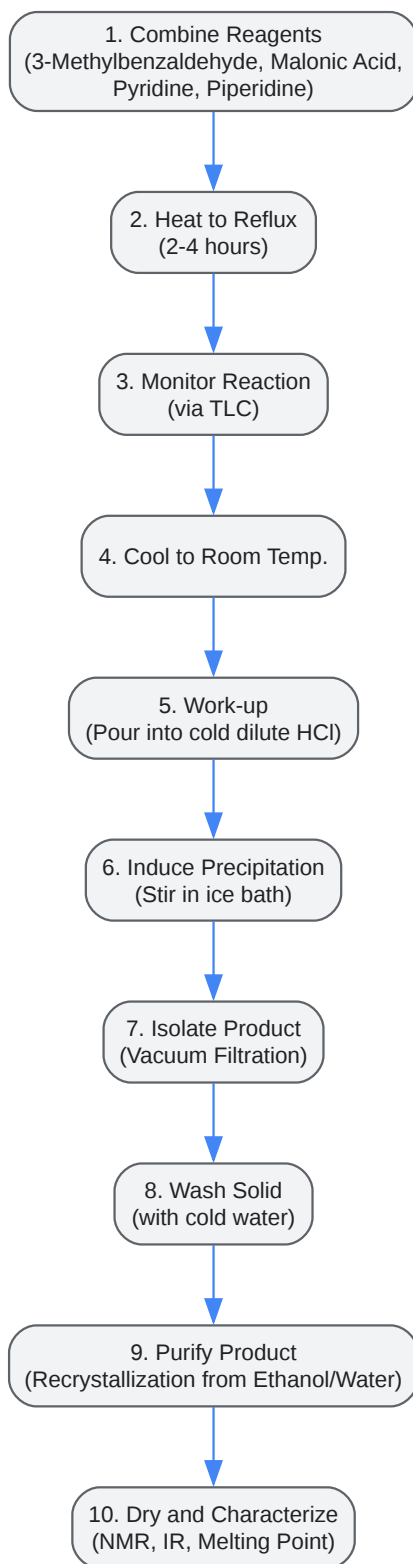 1. Combine Reagents
(3-Methylbenzaldehyde, Malonic Acid,
Pyridine, Piperidine)
2. Heat to Reflux
(2-4 hours)
3. Monitor Reaction
(via TLC)
4. Cool to Room Temp.
5. Work-up
(Pour into cold dilute HCl)
6. Induce Precipitation
(Stir in ice bath)
7. Isolate Product
(Vacuum Filtration)
8. Wash Solid
(with cold water)
9. Purify Product
(Recrystallization from Ethanol/Water)
10. Dry and Characterize
(NMR, IR, Melting Point)